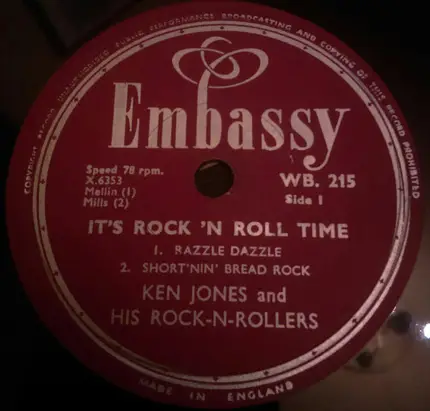 COPYRIGHT RECORD UNAUTHORISED PUBLIC PERFORMANCE BROADCASTING AND COPYING OF THIS RECORD PROHIBITED
Embassy
Speed 78 rpm.
X.6353
Mellin (1)
Mills (2)
WB. 215
Side 1
IT'S ROCK 'N ROLL TIME
1. RAZZLE DAZZLE
2. SHORT'NIN' BREAD ROCK
KEN JONES and
HIS ROCK-N-ROLLERS
MADE IN ENGLAND